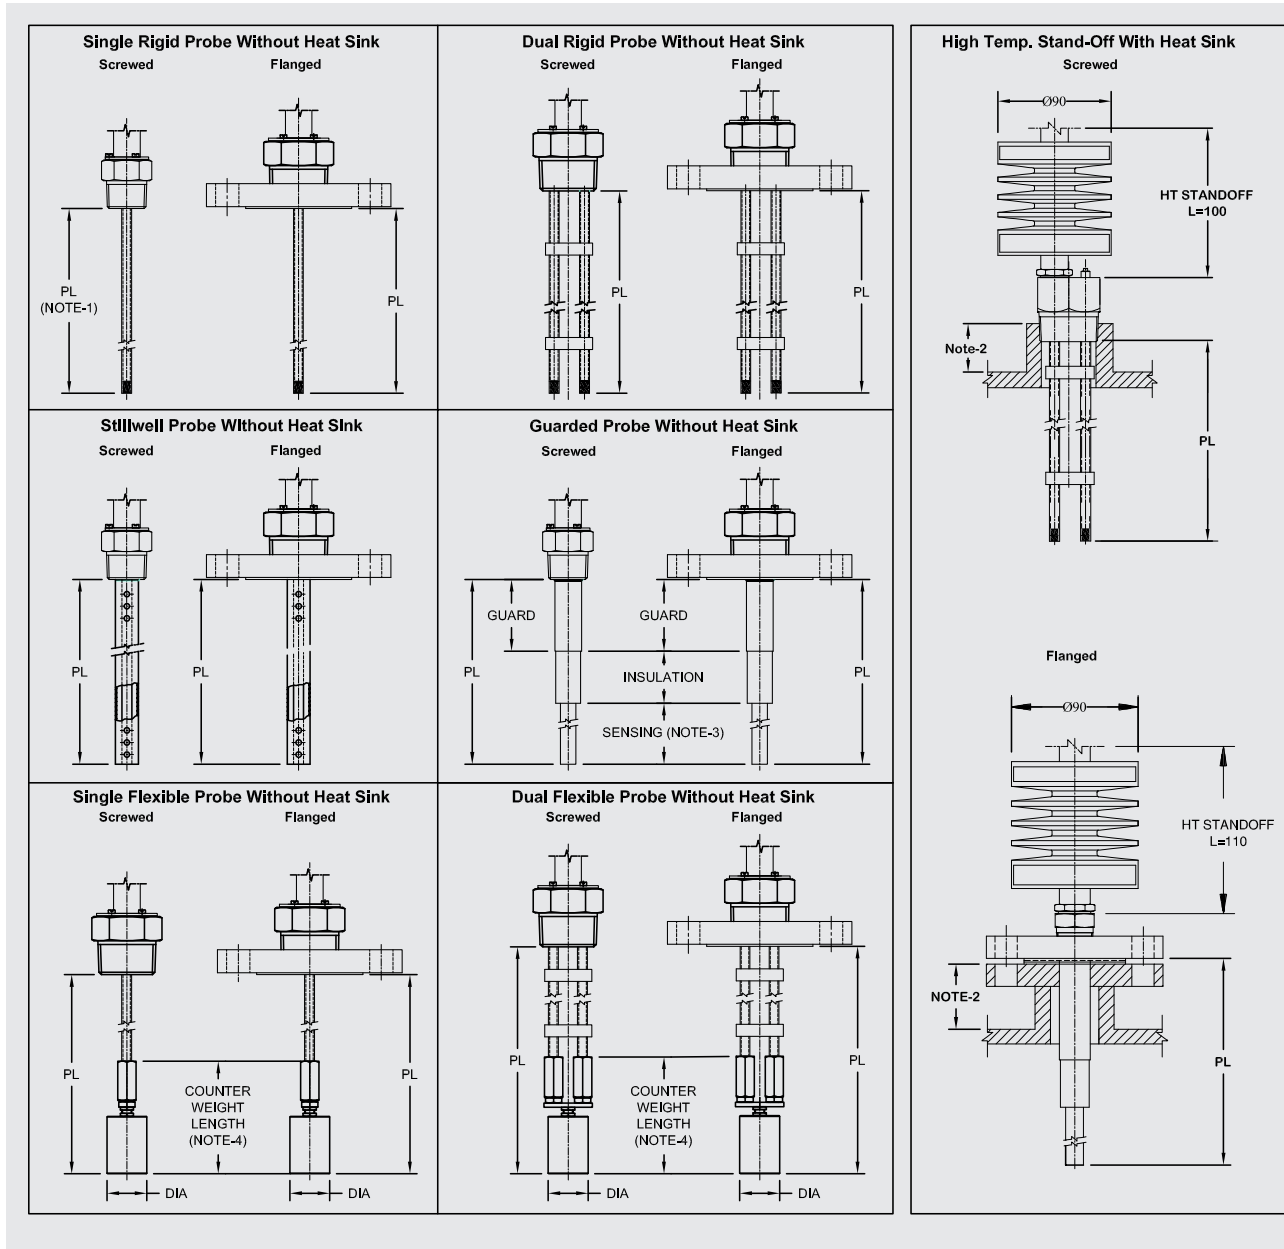 Single Rigid Probe Without Heat Sink
Screwed
Flanged
PL
(NOTE-1)
PL
Dual Rigid Probe Without Heat Sink
Screwed
Flanged
PL
PL
Stillwell Probe Without Heat Sink
Screwed
Flanged
PL
PL
Guarded Probe Without Heat Sink
Screwed
Flanged
GUARD
GUARD
PL
PL
INSULATION
SENSING (NOTE-3)
Single Flexible Probe Without Heat Sink
Screwed
Flanged
PL
PL
COUNTER
WEIGHT
LENGTH
(NOTE-4)
DIA
DIA
Dual Flexible Probe Without Heat Sink
Screwed
Flanged
PL
PL
COUNTER
WEIGHT
LENGTH
(NOTE-4)
DIA
DIA
High Temp. Stand-Off With Heat Sink
Screwed
Ø90
HT STANDOFF
L=100
Note-2
PL
Flanged
Ø90
HT STANDOFF
L=110
NOTE-2
PL